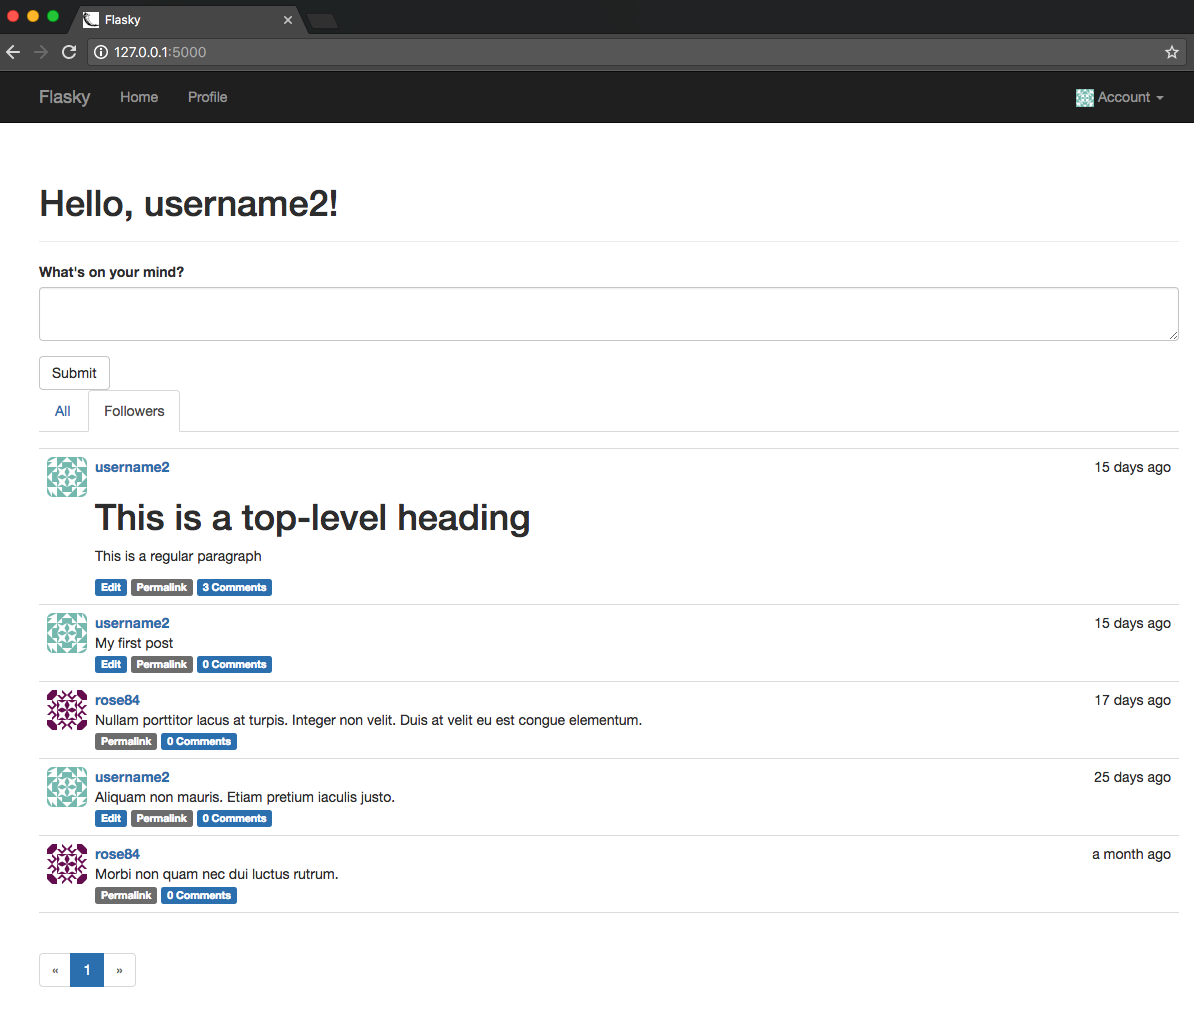 Flasky
127.0.0.1:5000
Flasky Home Profile Account
Hello, username2!
What's on your mind?
Submit
All Followers
username2 15 days ago
This is a top-level heading
This is a regular paragraph
Edit Permalink 3 Comments
username2 15 days ago
My first post
Edit Permalink 0 Comments
rose84 17 days ago
Nullam porttitor lacus at turpis. Integer non velit. Duis at velit eu est congue elementum.
Permalink 0 Comments
username2 25 days ago
Aliquam non mauris. Etiam pretium iaculis justo.
Edit Permalink 0 Comments
rose84 a month ago
Morbi non quam nec dui luctus rutrum.
Permalink 0 Comments
« 1 »